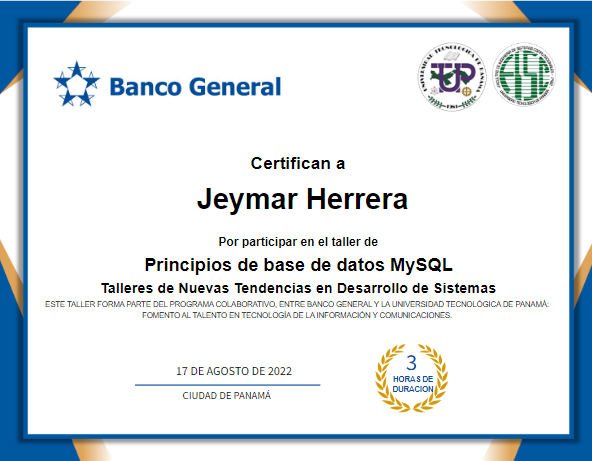 Banco General
UNIVERSIDAD TECNOLÓGICA DE PANAMÁ
UTP
1981
FISC
Certifican a
Jeymar Herrera
Por participar en el taller de
Principios de base de datos MySQL
Talleres de Nuevas Tendencias en Desarrollo de Sistemas
ESTE TALLER FORMA PARTE DEL PROGRAMA COLABORATIVO, ENTRE BANCO GENERAL Y LA UNIVERSIDAD TECNOLÓGICA DE PANAMÁ:
FOMENTO AL TALENTO EN TECNOLOGÍA DE LA INFORMACIÓN Y COMUNICACIONES.
17 DE AGOSTO DE 2022
CIUDAD DE PANAMÁ
3
HORAS DE
DURACION